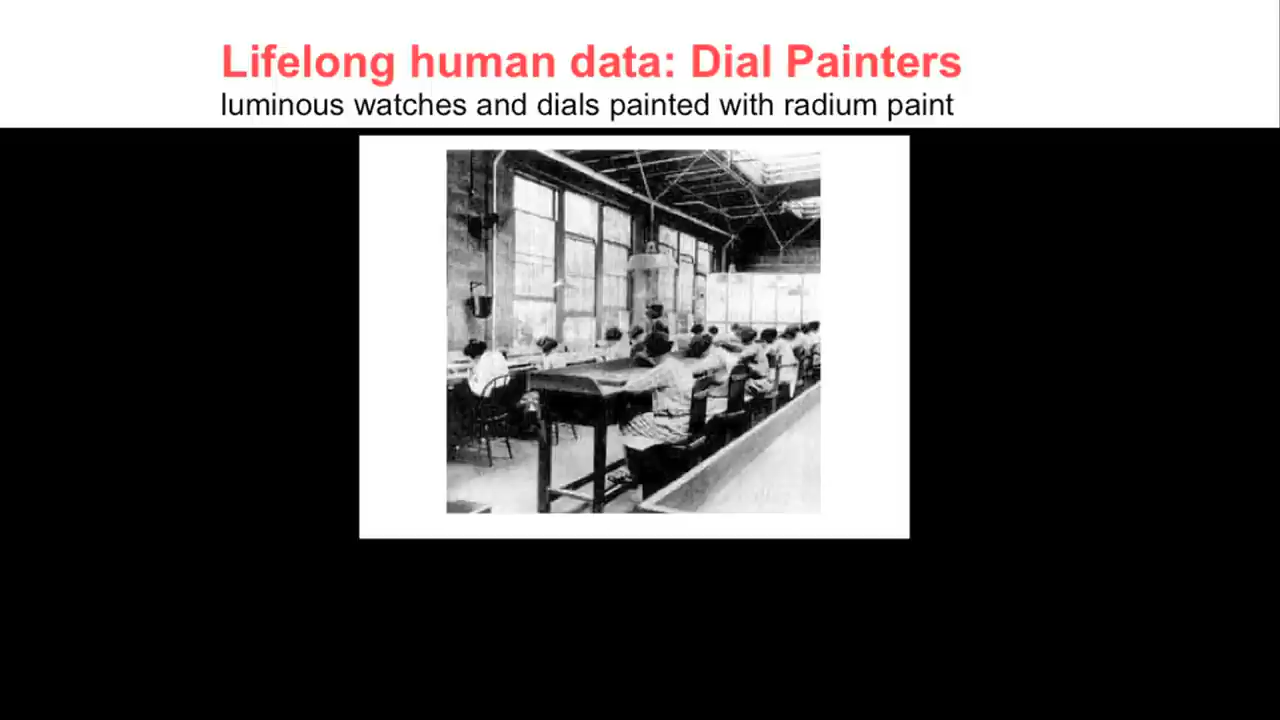 Lifelong human data: Dial Painters
luminous watches and dials painted with radium paint